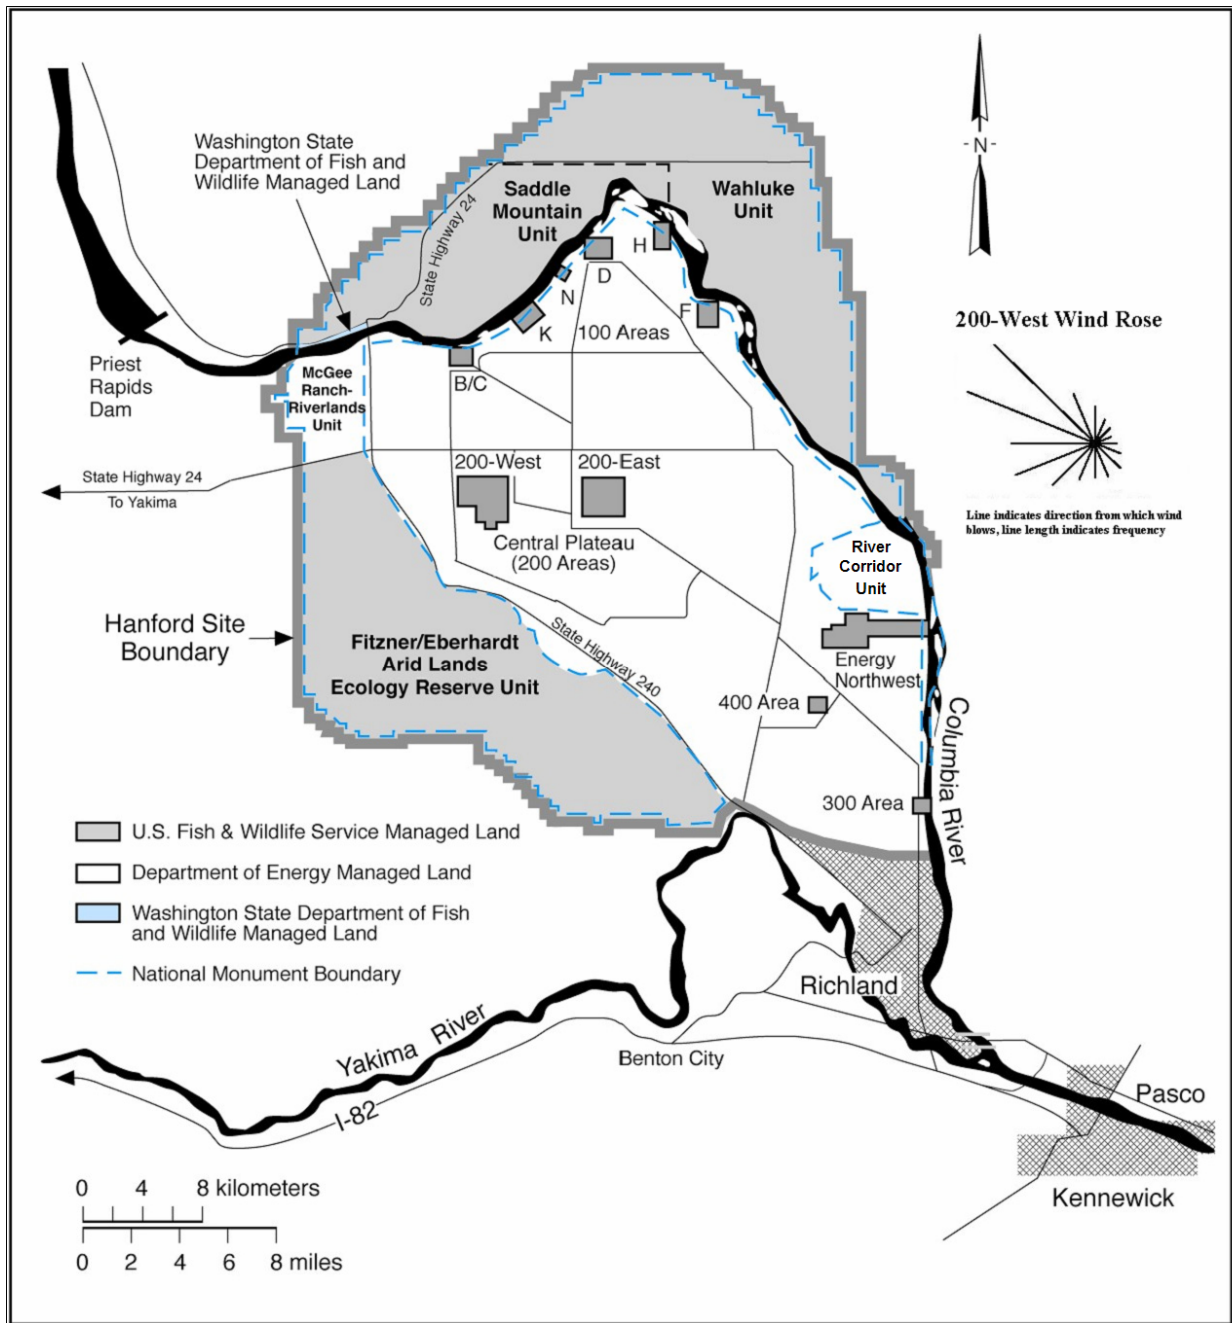 Washington State
Department of Fish and
Wildlife Managed Land
Saddle
Mountain
Unit
Wahluke
Unit
-N-
State Highway 24
H
D
N
K
F
100 Areas
B/C
Priest
Rapids
Dam
McGee
Ranch-
Riverlands
Unit
200-West Wind Rose
Line indicates direction from which wind
blows, line length indicates frequency
State Highway 24
To Yakima
200-West
200-East
Central Plateau
(200 Areas)
River
Corridor
Unit
Hanford Site
Boundary
Fitzner/Eberhardt
Arid Lands
Ecology Reserve Unit
State Highway 240
Energy
Northwest
400 Area
300 Area
Columbia River
U.S. Fish & Wildlife Service Managed Land
Department of Energy Managed Land
Washington State Department of Fish
and Wildlife Managed Land
National Monument Boundary
Richland
Yakima River
I-82
Benton City
Pasco
Kennewick
0 4 8 kilometers
0 2 4 6 8 miles